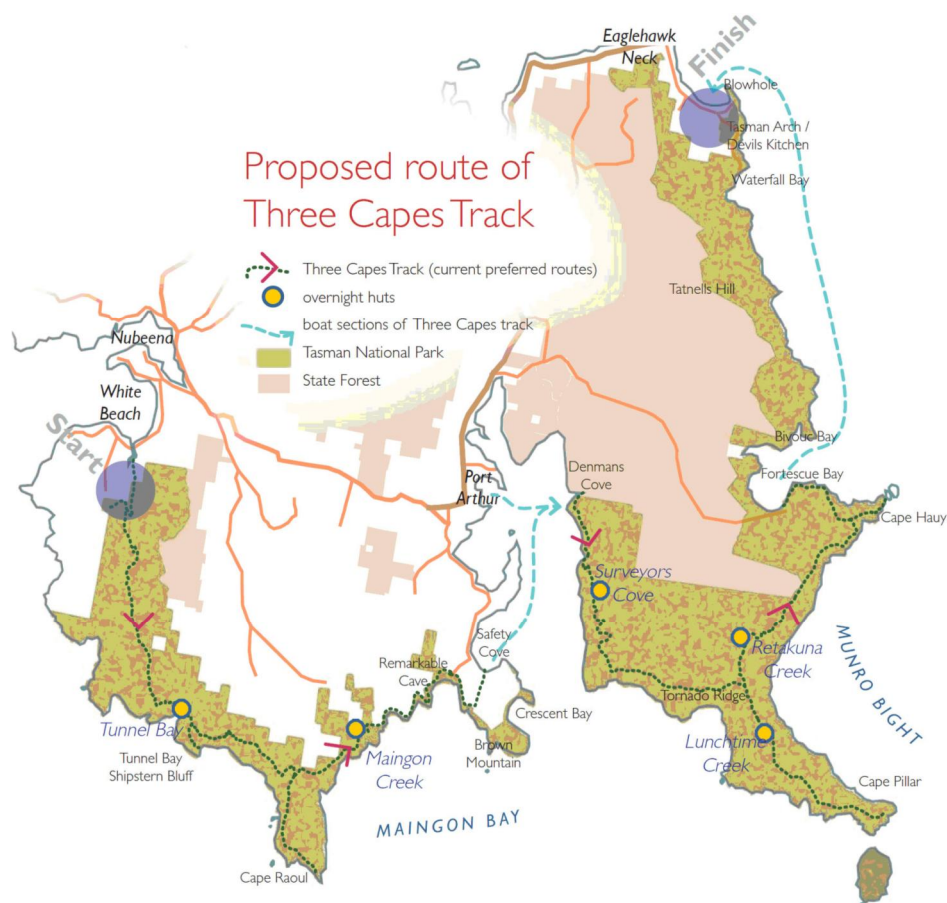 Eaglehawk
Neck
Finish
Blowhole
Tasman Arch /
Devils Kitchen
Waterfall Bay
Proposed route of
Three Capes Track
Three Capes Track (current preferred routes)
overnight huts
boat sections of Three Capes track
Tasman National Park
State Forest
Tatnells Hill
Nubeena
White
Beach
Start
Bivouc Bay
Fortescue Bay
Cape Hauy
Denmans
Cove
Port
Arthur
Surveyors
Cove
Retakuna
Creek
MUNRO BIGHT
Safety
Cove
Remarkable
Cave
Crescent Bay
Tornado Ridge
Brown
Mountain
Lunchtime
Creek
Cape Pillar
Tunnel Bay
Tunnel Bay
Shipstern Bluff
Maingon
Creek
MAINGON BAY
Cape Raoul